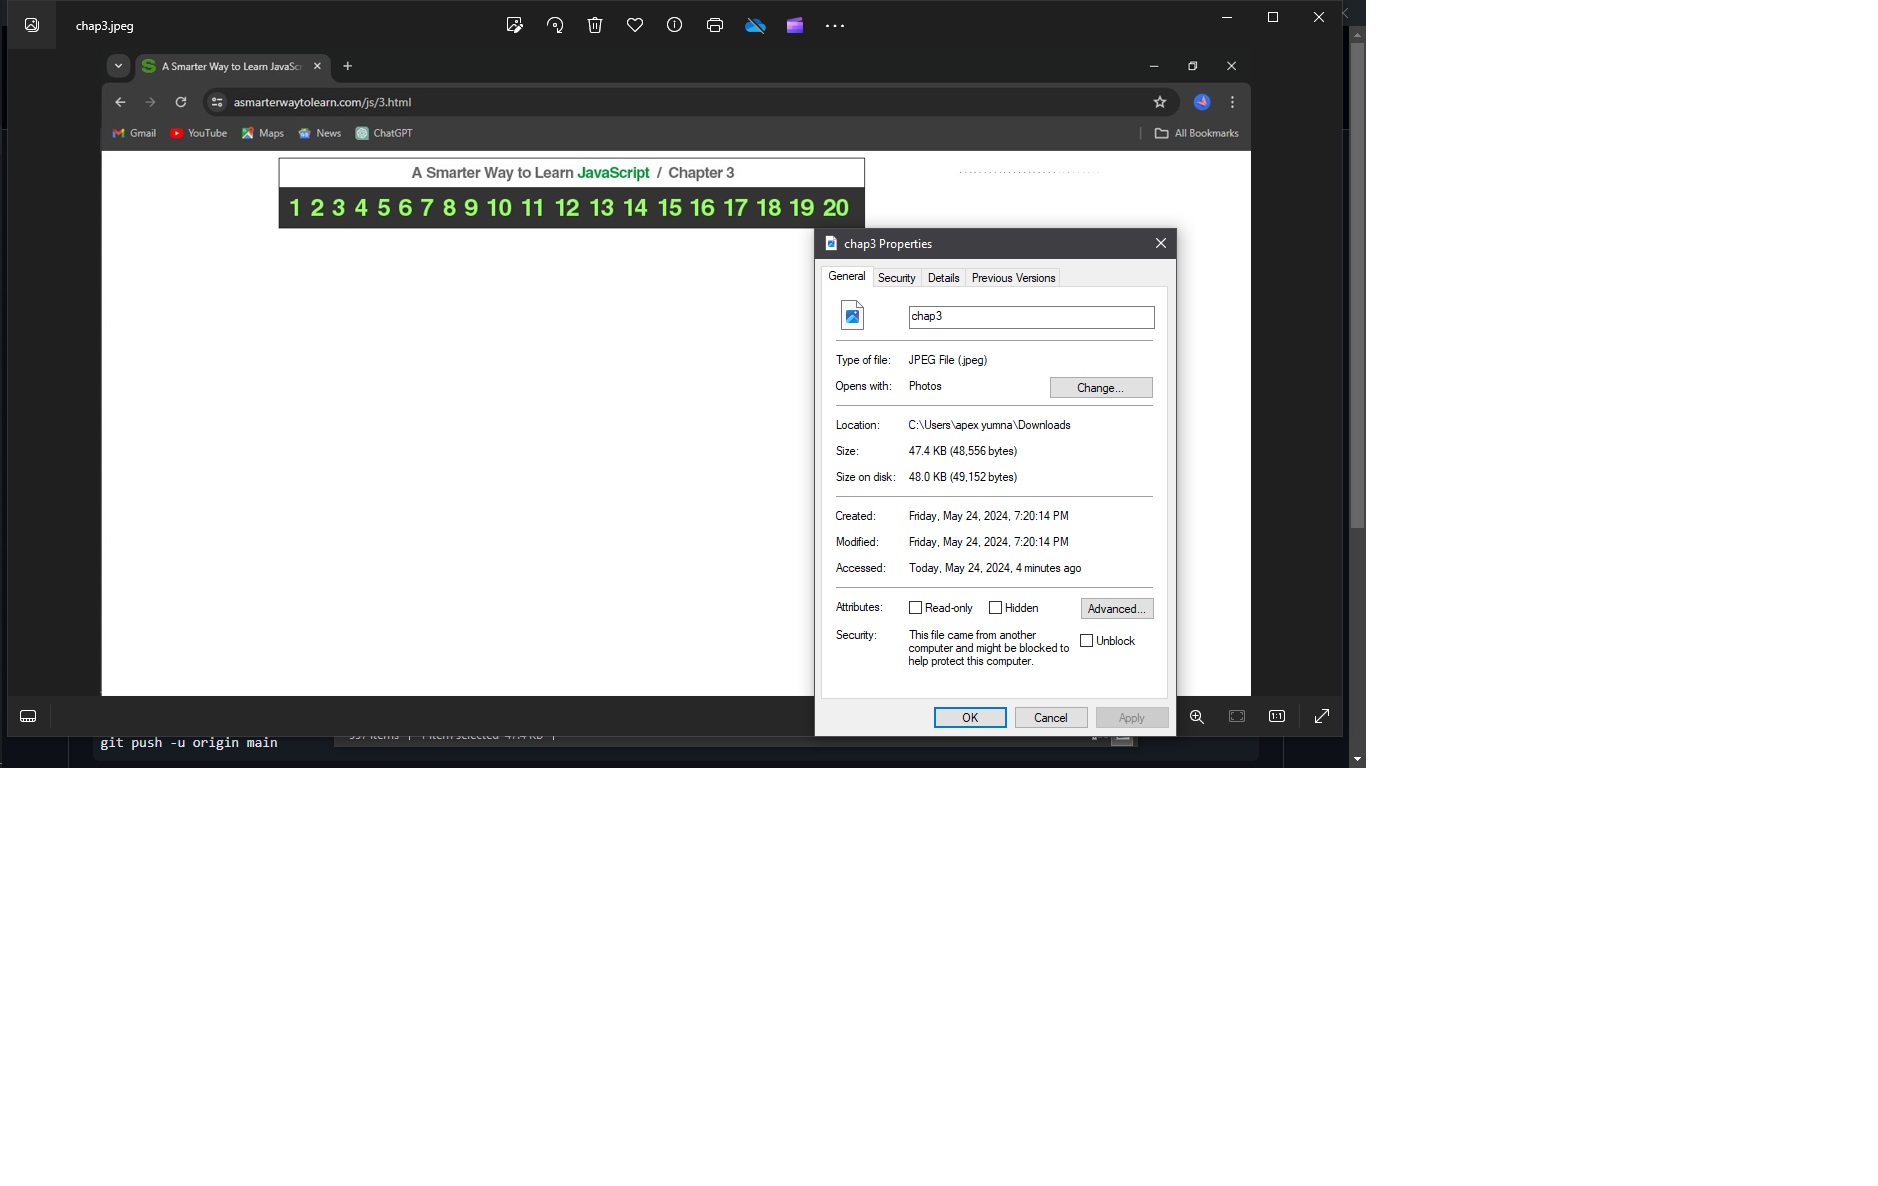 chap3.jpeg
A Smarter Way to Learn JavaSc
asmarterwaytolearn.com/js/3.html
Gmail YouTube Maps News ChatGPT All Bookmarks
A Smarter Way to Learn JavaScript / Chapter 3
1 2 3 4 5 6 7 8 9 10 11 12 13 14 15 16 17 18 19 20
chap3 Properties
General Security Details Previous Versions
chap3
Type of file: JPEG File (.jpeg)
Opens with: Photos Change...
Location: C:\Users\apex yumna\Downloads
Size: 47.4 KB (48,556 bytes)
Size on disk: 48.0 KB (49,152 bytes)
Created: Friday, May 24, 2024, 7:20:14 PM
Modified: Friday, May 24, 2024, 7:20:14 PM
Accessed: Today, May 24, 2024, 4 minutes ago
Attributes: Read-only Hidden Advanced...
Security: This file came from another
computer and might be blocked to
help protect this computer.
Unblock
OK Cancel Apply
1:1
git push -u origin main